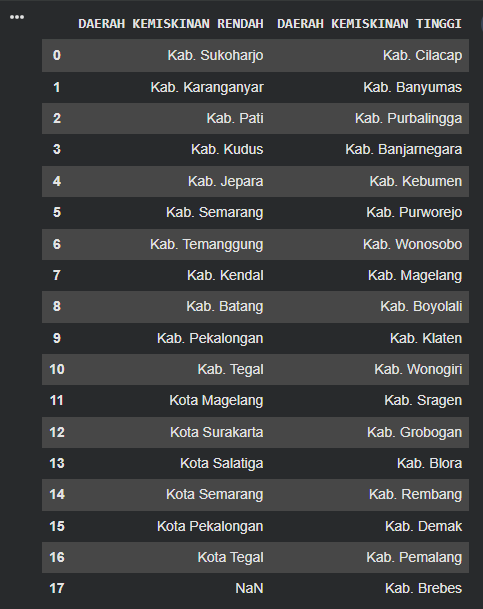 DAERAH KEMISKINAN RENDAH DAERAH KEMISKINAN TINGGI
0 Kab. Sukoharjo Kab. Cilacap
1 Kab. Karanganyar Kab. Banyumas
2 Kab. Pati Kab. Purbalingga
3 Kab. Kudus Kab. Banjarnegara
4 Kab. Jepara Kab. Kebumen
5 Kab. Semarang Kab. Purworejo
6 Kab. Temanggung Kab. Wonosobo
7 Kab. Kendal Kab. Magelang
8 Kab. Batang Kab. Boyolali
9 Kab. Pekalongan Kab. Klaten
10 Kab. Tegal Kab. Wonogiri
11 Kota Magelang Kab. Sragen
12 Kota Surakarta Kab. Grobogan
13 Kota Salatiga Kab. Blora
14 Kota Semarang Kab. Rembang
15 Kota Pekalongan Kab. Demak
16 Kota Tegal Kab. Pemalang
17 NaN Kab. Brebes